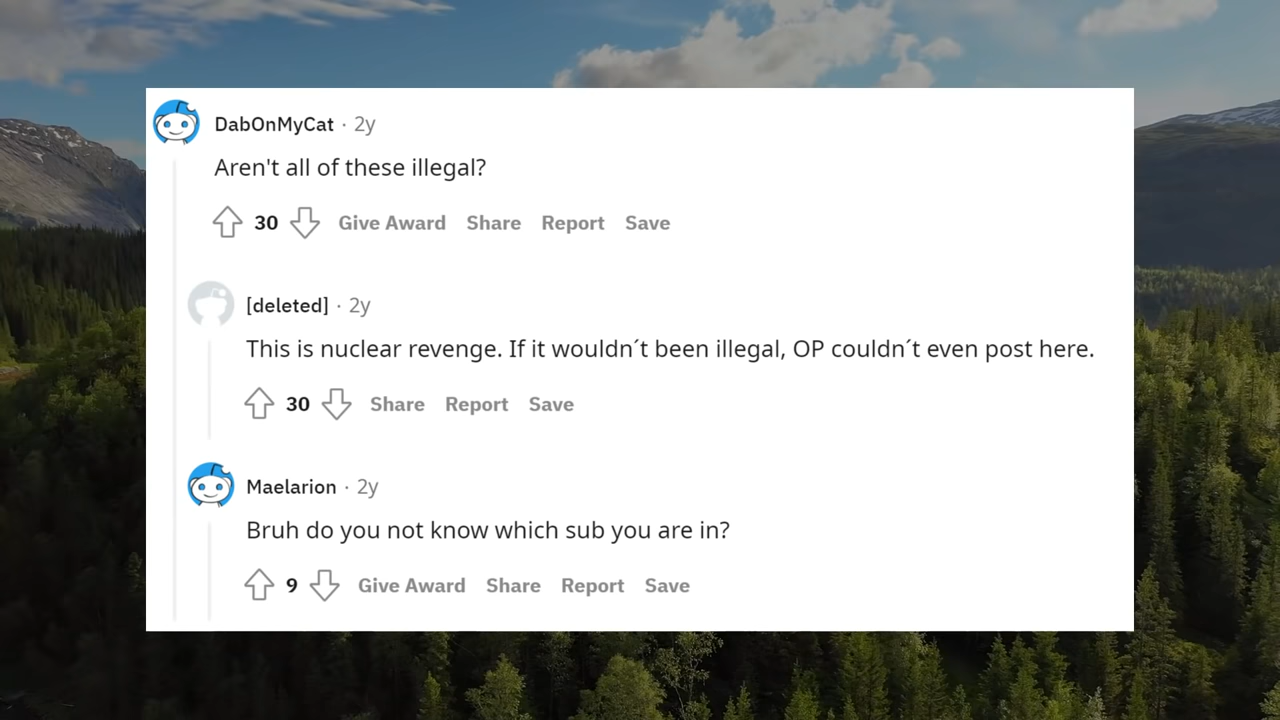 DabOnMyCat · 2y
Aren't all of these illegal?
30 Give Award Share Report Save
[deleted] · 2y
This is nuclear revenge. If it wouldn´t been illegal, OP couldn´t even post here.
30 Share Report Save
Maelarion · 2y
Bruh do you not know which sub you are in?
9 Give Award Share Report Save